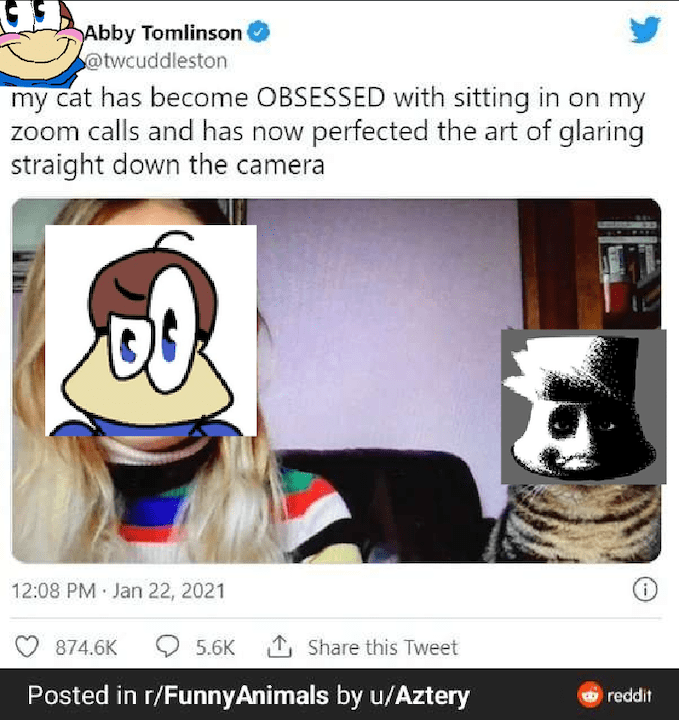 Abby Tomlinson
@twcuddleston
my cat has become OBSESSED with sitting in on my
zoom calls and has now perfected the art of glaring
straight down the camera
12:08 PM · Jan 22, 2021
874.6K 5.6K Share this Tweet
Posted in r/FunnyAnimals by u/Aztery reddit